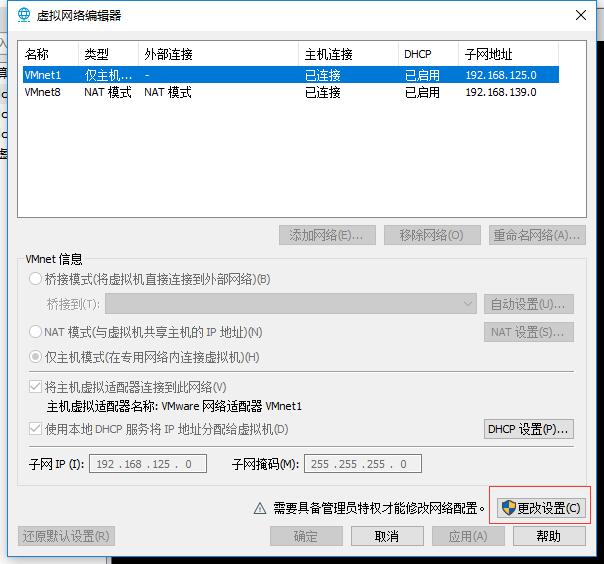 虚拟网络编辑器
名称 类型 外部连接 主机连接 DHCP 子网地址
VMnet1 仅主机... - 已连接 已启用 192.168.125.0
VMnet8 NAT 模式 NAT 模式 已连接 已启用 192.168.139.0
添加网络(E)... 移除网络(O) 重命名网络(A)...
VMnet 信息
桥接模式(将虚拟机直接连接到外部网络)(B)
桥接到(T): 自动设置(U)...
NAT 模式(与虚拟机共享主机的 IP 地址)(N) NAT 设置(S)...
仅主机模式(在专用网络内连接虚拟机)(H)
将主机虚拟适配器连接到此网络(V)
主机虚拟适配器名称: VMware 网络适配器 VMnet1
使用本地 DHCP 服务将 IP 地址分配给虚拟机(D) DHCP 设置(P)...
子网 IP (I): 192 . 168 . 125 . 0 子网掩码(M): 255 . 255 . 255 . 0
需要具备管理员特权才能修改网络配置。 更改设置(C)
还原默认设置(R) 确定 取消 应用(A) 帮助